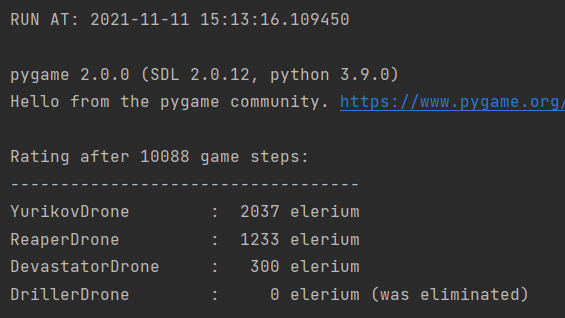 RUN AT: 2021-11-11 15:13:16.109450
pygame 2.0.0 (SDL 2.0.12, python 3.9.0)
Hello from the pygame community. https://www.pygame.org/
Rating after 10088 game steps:
-----------------------------------
YurikovDrone        :  2037 elerium
ReaperDrone         :  1233 elerium
DevastatorDrone     :   300 elerium
DrillerDrone        :     0 elerium (was eliminated)